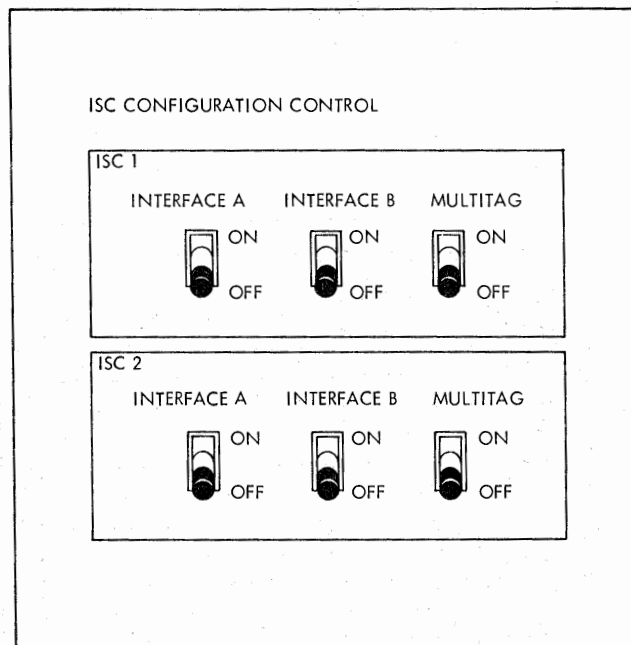 ISC CONFIGURATION CONTROL
ISC 1
INTERFACE A INTERFACE B MULTITAG
ON ON ON
OFF OFF OFF
ISC 2
INTERFACE A INTERFACE B MULTITAG
ON ON ON
OFF OFF OFF